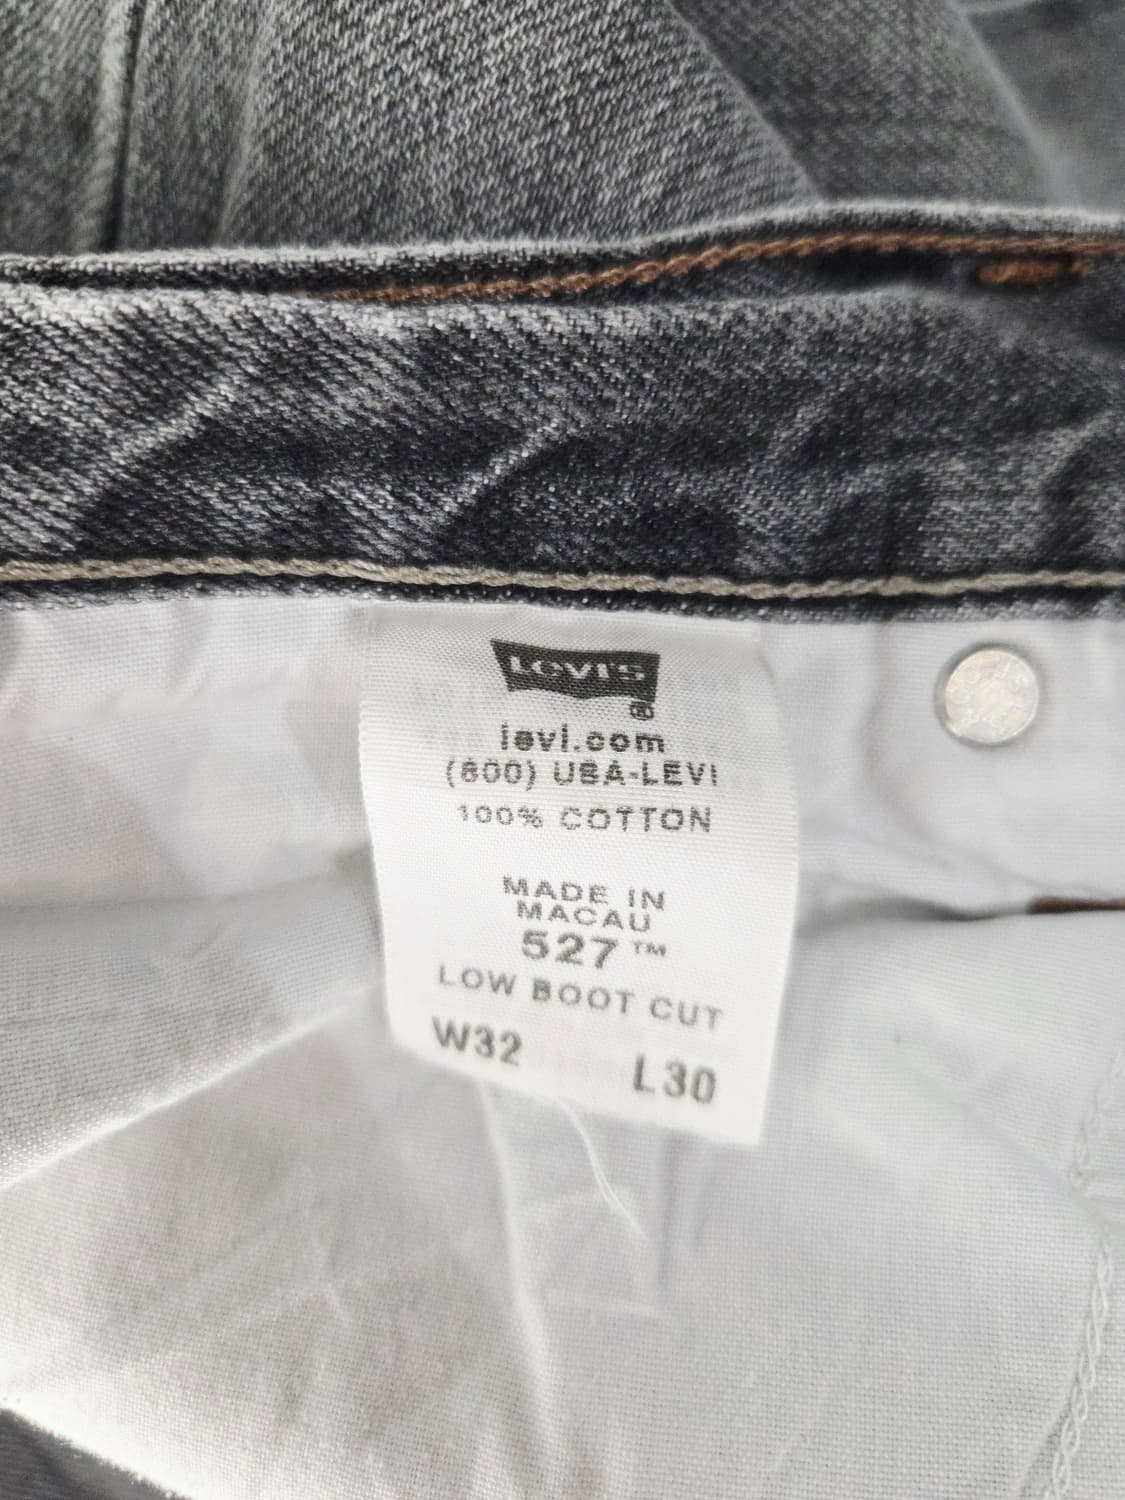 LEVI'S
®
levi.com
(800) USA-LEVI
100% COTTON
MADE IN
MACAU
527™
LOW BOOT CUT
W32 L30